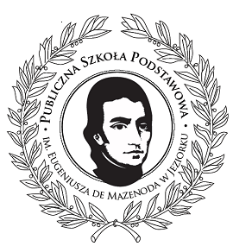 • PUBLICZNA SZKOŁA PODSTAWOWA •
IM. EUGENIUSZA DE MAZENODA W JEZIORKU